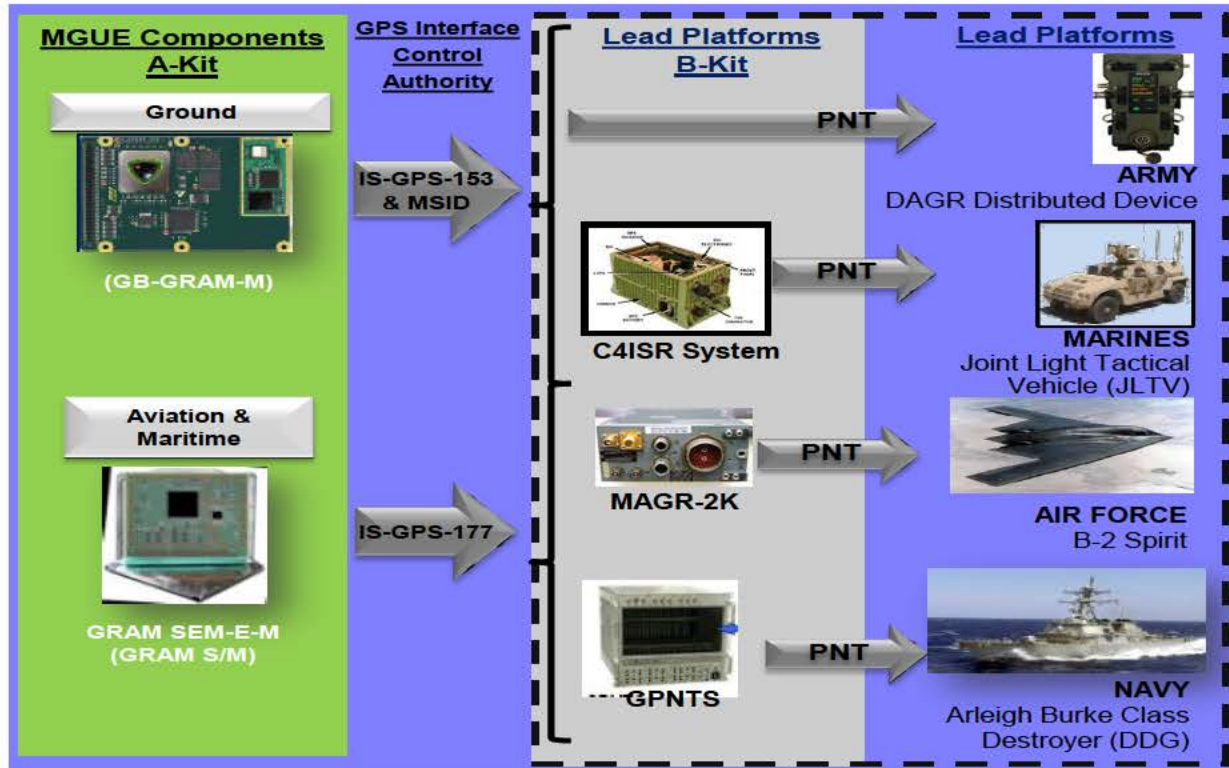 MGUE Components
A-Kit
Ground
(GB-GRAM-M)
Aviation &
Maritime
GRAM SEM-E-M
(GRAM S/M)
GPS Interface
Control
Authority
IS-GPS-153
& MSID
IS-GPS-177
Lead Platforms
B-Kit
C4ISR System
MAGR-2K
GPNTS
PNT
PNT
PNT
PNT
Lead Platforms
ARMY
DAGR Distributed Device
MARINES
Joint Light Tactical
Vehicle (JLTV)
AIR FORCE
B-2 Spirit
NAVY
Arleigh Burke Class
Destroyer (DDG)